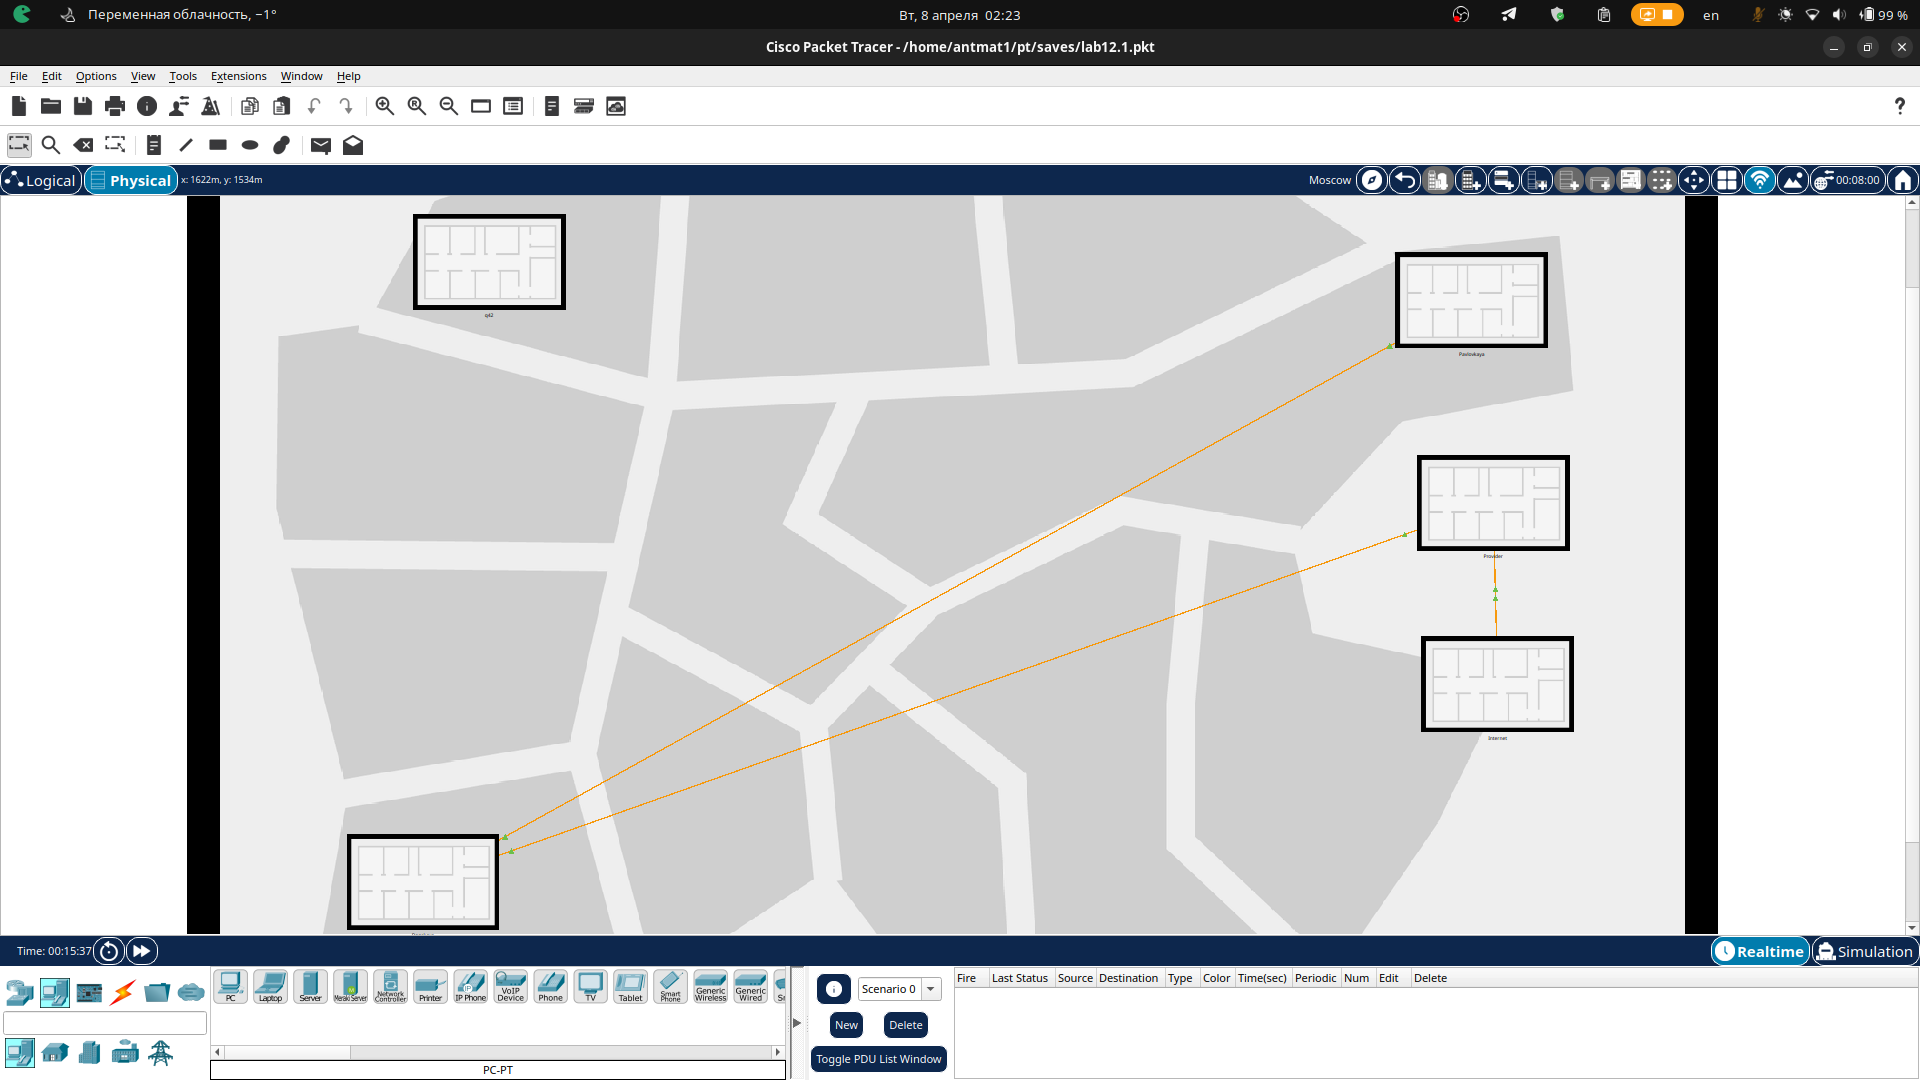 Переменная облачность, −1°
Вт, 8 апреля 02:23
en
99 %
Cisco Packet Tracer - /home/antmat1/pt/saves/lab12.1.pkt
File Edit Options View Tools Extensions Window Help
Logical
Physical
x: 1622m, y: 1534m
Moscow
00:08:00
q42
Pavlovkaya
Provider
Internet
Time: 00:15:37
Realtime
Simulation
PC
Laptop
Server
Meraki Server
Network Controller
Printer
IP Phone
VoIP Device
Phone
TV
Tablet
Smart Phone
Generic Wireless
Generic Wired
PC-PT
Scenario 0
New
Delete
Toggle PDU List Window
Fire Last Status Source Destination Type Color Time(sec) Periodic Num Edit Delete